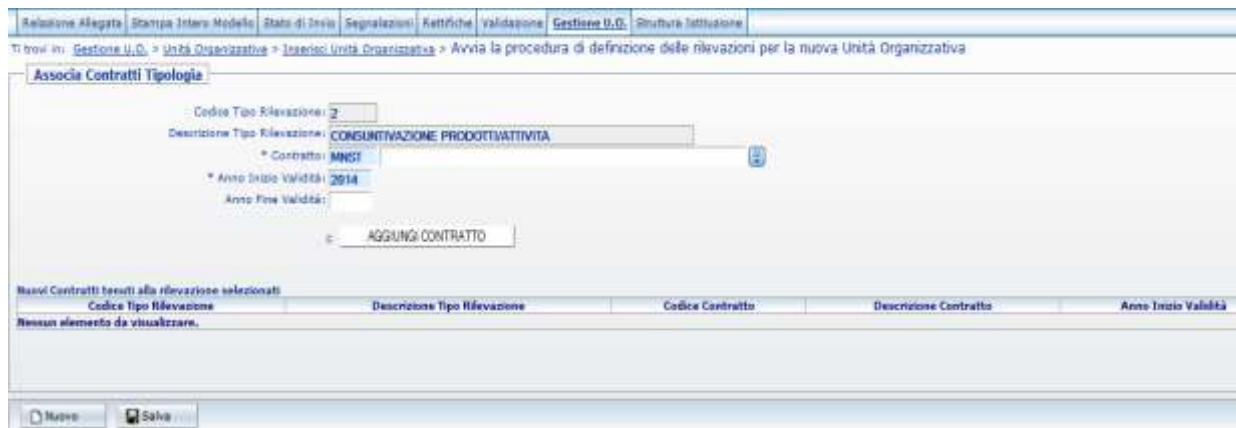 Relazione Allegata Stampa Intero Modello Stato di Invio Segnalazioni Rettifiche Validazione Gestione U.O. Struttura Istituzione
Ti trovi in: Gestione U.O. > Unità Organizzative > Inserisci Unità Organizzativa > Avvia la procedura di definizione delle rilevazioni per la nuova Unità Organizzativa
Associa Contratti Tipologia
Codice Tipo Rilevazione: 2
Descrizione Tipo Rilevazione: CONSUNTIVAZIONE PRODOTTI/ATTIVITA
* Contratto: MNST
* Anno Inizio Validità: 2014
Anno Fine Validità:
AGGIUNGI CONTRATTO
Nuovi Contratti tenuti alla rilevazione selezionati
Codice Tipo Rilevazione Descrizione Tipo Rilevazione Codice Contratto Descrizione Contratto Anno Inizio Validità
Nessun elemento da visualizzare.
Nuovo Salva